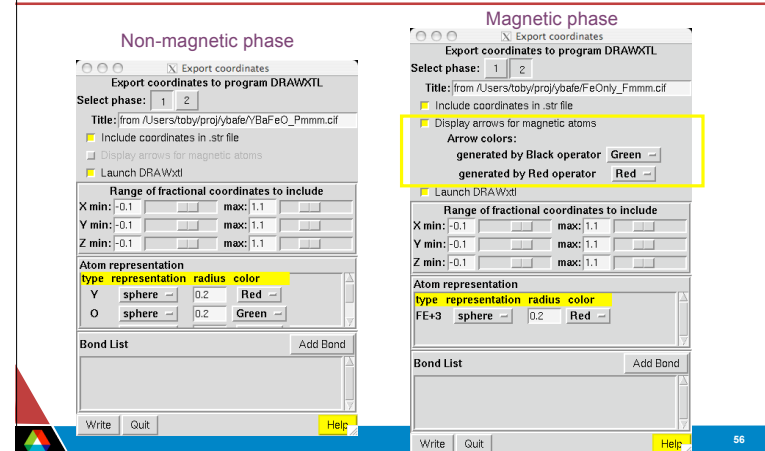 Non-magnetic phase
X Export coordinates
Export coordinates to program DRAWXTL
Select phase: 1 2
Title: from /Users/toby/proj/ybafe/YBaFeO_Pmmm.cif
Include coordinates in .str file
Display arrows for magnetic atoms
Launch DRAWxtl
Range of fractional coordinates to include
X min: -0.1 max: 1.1
Y min: -0.1 max: 1.1
Z min: -0.1 max: 1.1
Atom representation
type representation radius color
Y sphere 0.2 Red
O sphere 0.2 Green
Bond List Add Bond
Write Quit Help
Magnetic phase
X Export coordinates
Export coordinates to program DRAWXTL
Select phase: 1 2
Title: from /Users/toby/proj/ybafe/FeOnly_Fmmm.cif
Include coordinates in .str file
Display arrows for magnetic atoms
Arrow colors:
generated by Black operator Green
generated by Red operator Red
Launch DRAWxtl
Range of fractional coordinates to include
X min: -0.1 max: 1.1
Y min: -0.1 max: 1.1
Z min: -0.1 max: 1.1
Atom representation
type representation radius color
FE+3 sphere 0.2 Red
Bond List Add Bond
Write Quit Help
56